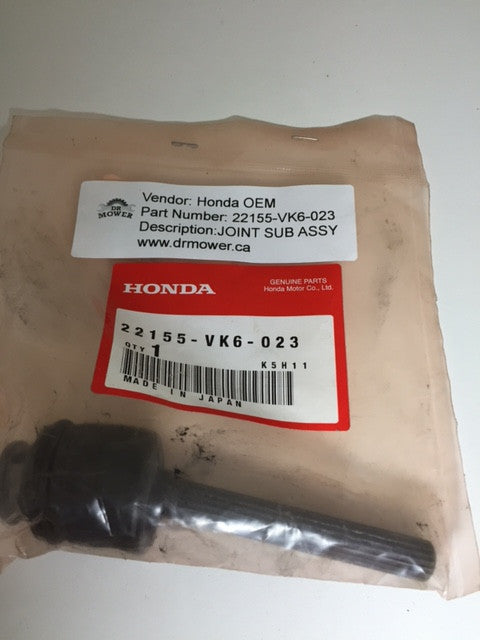 DR
MOWER
Vendor: Honda OEM
Part Number: 22155-VK6-023
Description:JOINT SUB ASSY
www.drmower.ca
HONDA
GENUINE PARTS
Honda Motor Co., Ltd.
22155-VK6-023
QTY 1
K5H11
MADE IN JAPAN